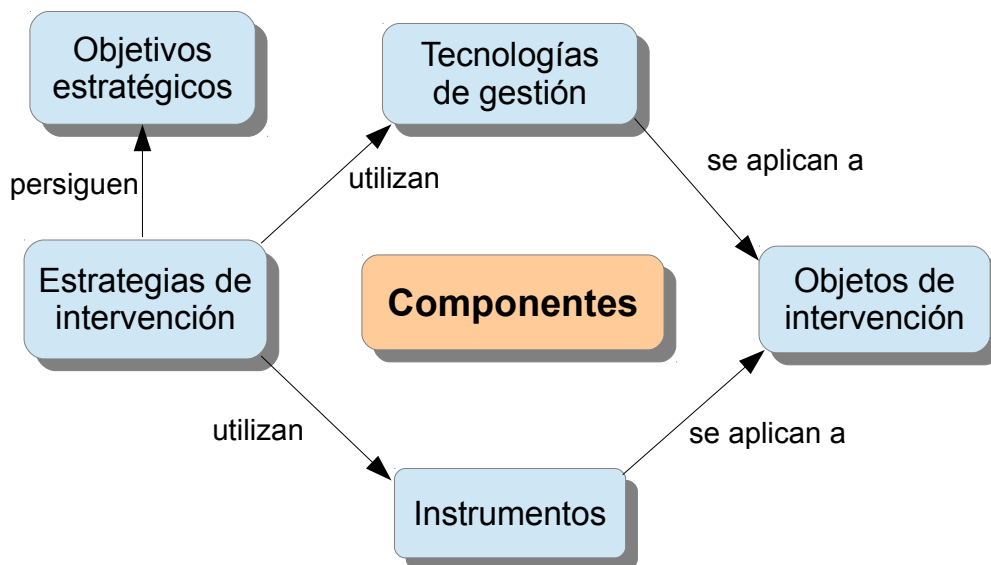 Objetivos
estratégicos
Tecnologías
de gestión
persiguen
utilizan
se aplican a
Estrategias de
intervención
Componentes
Objetos de
intervención
utilizan
se aplican a
Instrumentos